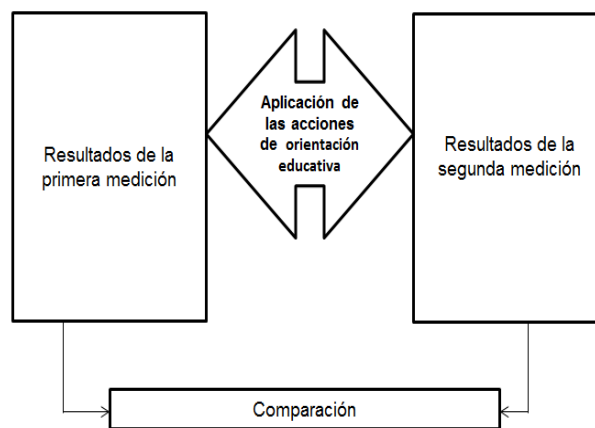 Resultados de la
primera medición
Aplicación de
las acciones
de orientación
educativa
Resultados de la
segunda medición
Comparación